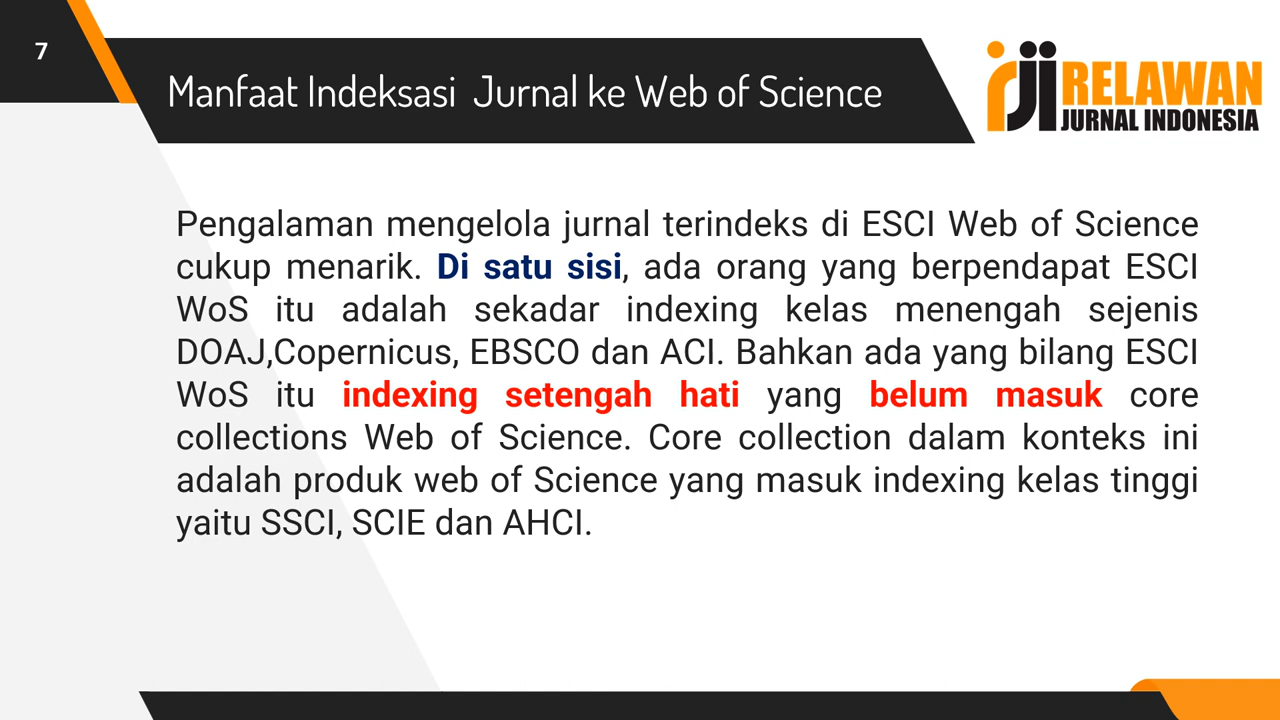 7
Manfaat Indeksasi Jurnal ke Web of Science
RELAWAN
JURNAL INDONESIA
Pengalaman mengelola jurnal terindeks di ESCI Web of Science
cukup menarik. Di satu sisi, ada orang yang berpendapat ESCI
WoS itu adalah sekadar indexing kelas menengah sejenis
DOAJ,Copernicus, EBSCO dan ACI. Bahkan ada yang bilang ESCI
WoS itu indexing setengah hati yang belum masuk core
collections Web of Science. Core collection dalam konteks ini
adalah produk web of Science yang masuk indexing kelas tinggi
yaitu SSCI, SCIE dan AHCI.